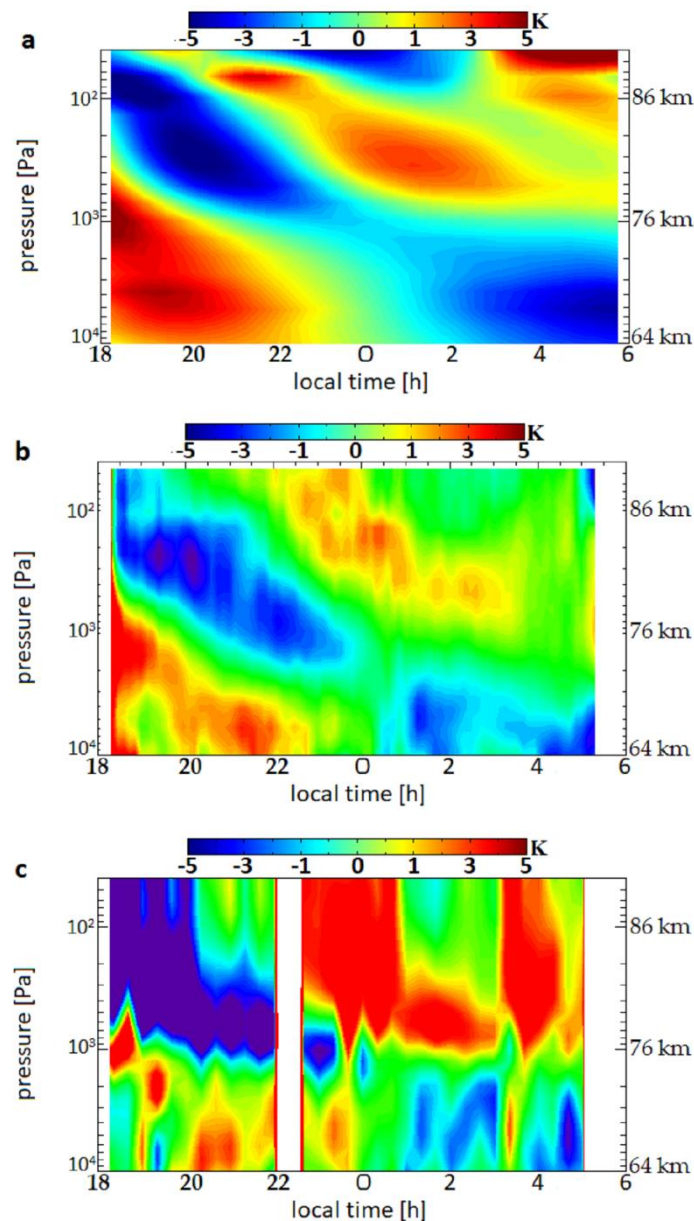 -5 -3 -1 0 1 3 5 K
a
10² 86 km
pressure [Pa]
10³ 76 km
10⁴ 64 km
18 20 22 O 2 4 6
local time [h]
-5 -3 -1 0 1 3 5 K
b
10² 86 km
pressure [Pa]
10³ 76 km
10⁴ 64 km
18 20 22 O 2 4 6
local time [h]
-5 -3 -1 0 1 3 5 K
c
10² 86 km
pressure [Pa]
10³ 76 km
10⁴ 64 km
18 20 22 O 2 4 6
local time [h]